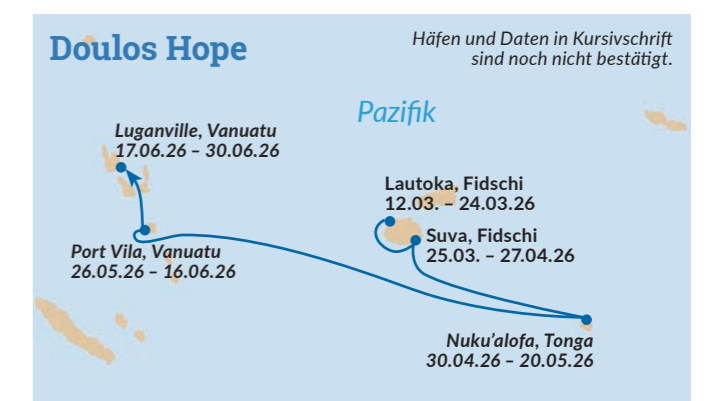 Doulos Hope
Häfen und Daten in Kursivschrift
sind noch nicht bestätigt.
Pazifik
Luganville, Vanuatu
17.06.26 – 30.06.26
Lautoka, Fidschi
12.03. – 24.03.26
Suva, Fidschi
25.03. – 27.04.26
Port Vila, Vanuatu
26.05.26 – 16.06.26
Nuku’alofa, Tonga
30.04.26 – 20.05.26